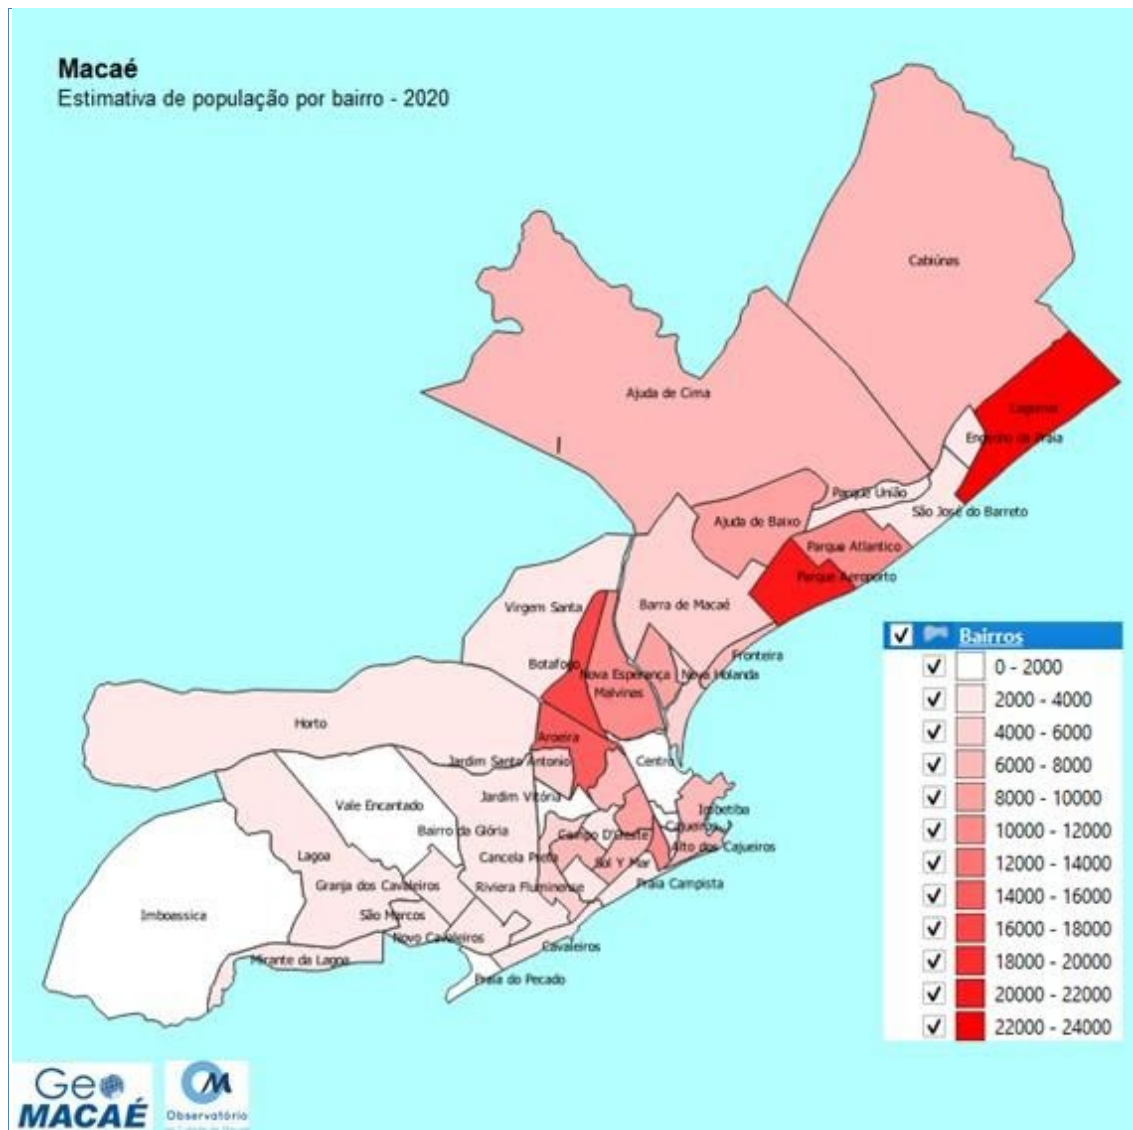 Macaé
Estimativa de população por bairro - 2020
Cabiúnas
Ajuda de Cima
Lagomar
Engenho da Praia
Parque União
São José do Barreto
Ajuda de Baixo
Parque Atlantico
Parque Aeroporto
Virgem Santa
Barra de Macaé
Fronteira
Botafogo
Nova Esperança
Nova Holanda
Malvinas
Horto
Aroeira
Jardim Santo Antonio
Centro
Jardim Vitória
Vale Encantado
Imbetiba
Bairro da Glória
Campo D'Oeste
Cajueiros
Alto dos Cajueiros
Lagoa
Cancela Preta
Sol Y Mar
Granja dos Cavaleiros
Riviera Fluminense
Praia Campista
Imboassica
São Marcos
Novo Cavaleiros
Cavaleiros
Mirante da Lagoa
Praia do Pecado
Bairros
0 - 2000
2000 - 4000
4000 - 6000
6000 - 8000
8000 - 10000
10000 - 12000
12000 - 14000
14000 - 16000
16000 - 18000
18000 - 20000
20000 - 22000
22000 - 24000
Geo
MACAÉ
Observatório